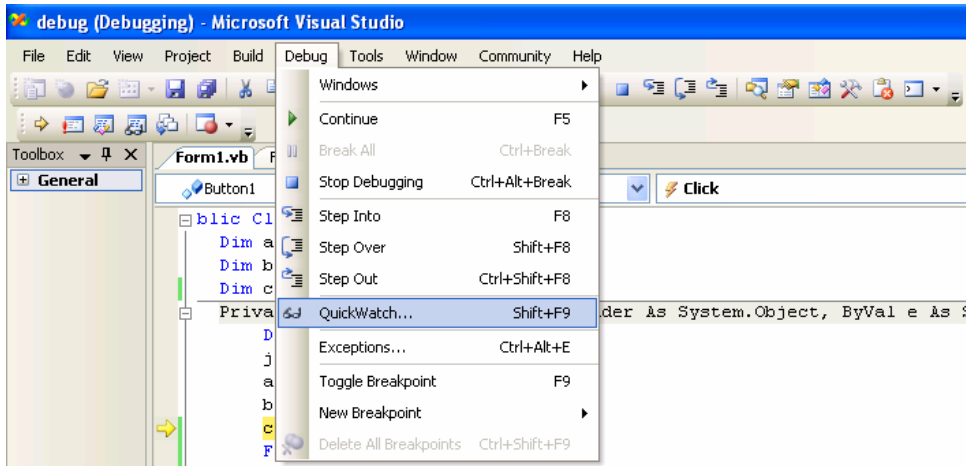 debug (Debugging) - Microsoft Visual Studio
File Edit View Project Build Debug Tools Window Community Help
Windows
Continue F5
Break All Ctrl+Break
Toolbox Form1.vb
Stop Debugging Ctrl+Alt+Break
General
Button1 Click
Step Into F8
blic Cl
Step Over Shift+F8
Dim a
Dim b
Step Out Ctrl+Shift+F8
Dim c
QuickWatch... Shift+F9
Priva der As System.Object, ByVal e As S
D
Exceptions... Ctrl+Alt+E
j
Toggle Breakpoint F9
a
b
New Breakpoint
c
Delete All Breakpoints Ctrl+Shift+F9
F